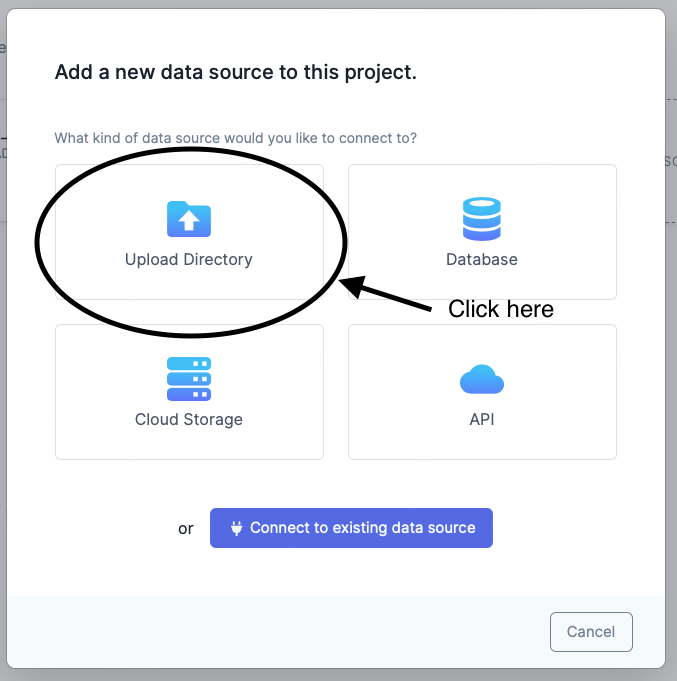 Add a new data source to this project.
What kind of data source would you like to connect to?
Upload Directory
Database
Click here
Cloud Storage
API
or
Connect to existing data source
Cancel